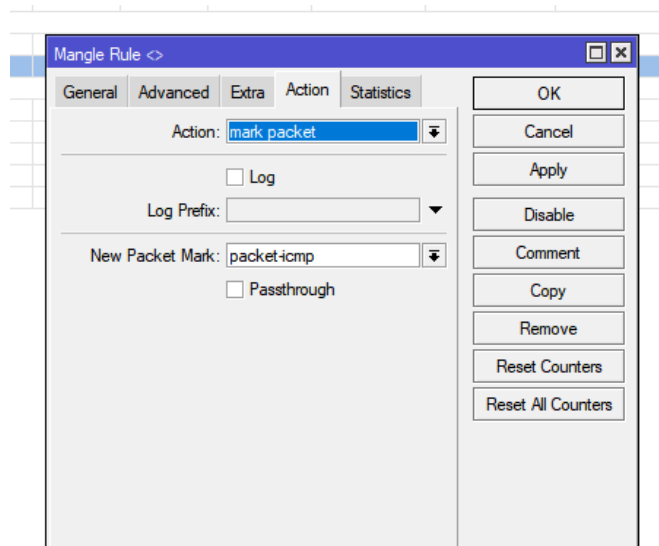 Mangle Rule <>
General Advanced Extra Action Statistics
OK
Action: mark packet
Cancel
Log
Apply
Log Prefix:
Disable
New Packet Mark: packet-icmp
Comment
Passthrough
Copy
Remove
Reset Counters
Reset All Counters